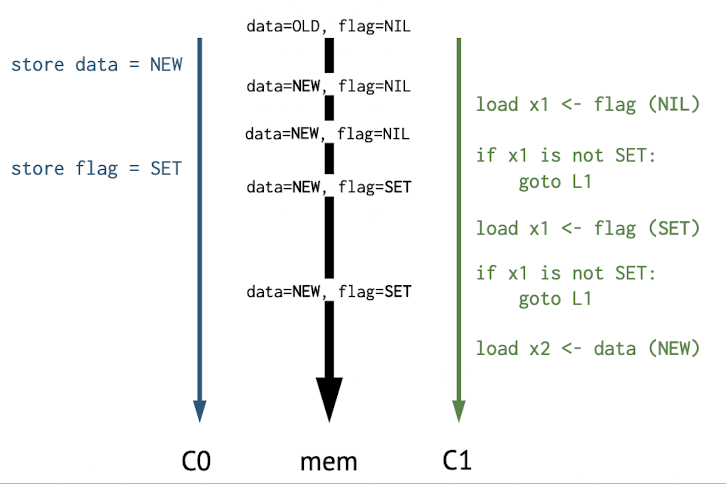 data=OLD, flag=NIL
store data = NEW
data=NEW, flag=NIL
load x1 <- flag (NIL)
data=NEW, flag=NIL
if x1 is not SET:
goto L1
store flag = SET
data=NEW, flag=SET
load x1 <- flag (SET)
if x1 is not SET:
goto L1
data=NEW, flag=SET
load x2 <- data (NEW)
C0
mem
C1